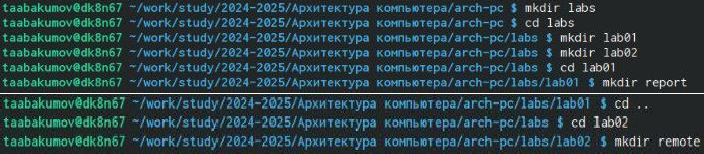 taabakumov@dk8n67 ~/work/study/2024-2025/Архитектура компьютера/arch-pc $ mkdir labs
taabakumov@dk8n67 ~/work/study/2024-2025/Архитектура компьютера/arch-pc $ cd labs
taabakumov@dk8n67 ~/work/study/2024-2025/Архитектура компьютера/arch-pc/labs $ mkdir lab01
taabakumov@dk8n67 ~/work/study/2024-2025/Архитектура компьютера/arch-pc/labs $ mkdir lab02
taabakumov@dk8n67 ~/work/study/2024-2025/Архитектура компьютера/arch-pc/labs $ cd lab01
taabakumov@dk8n67 ~/work/study/2024-2025/Архитектура компьютера/arch-pc/labs/lab01 $ mkdir report
taabakumov@dk8n67 ~/work/study/2024-2025/Архитектура компьютера/arch-pc/labs/lab01 $ cd ..
taabakumov@dk8n67 ~/work/study/2024-2025/Архитектура компьютера/arch-pc/labs $ cd lab02
taabakumov@dk8n67 ~/work/study/2024-2025/Архитектура компьютера/arch-pc/labs/lab02 $ mkdir remote